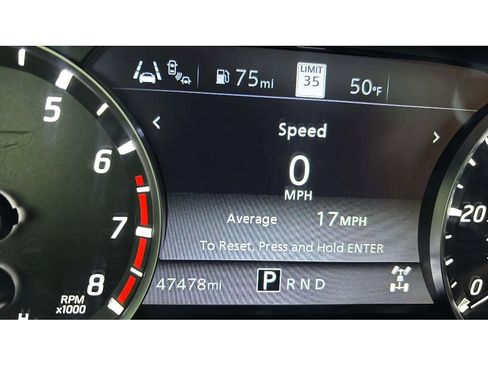 75mi
LIMIT
35
50°F
5
6
7
8
RPM
x1000
Speed
0
MPH
Average 17MPH
To Reset, Press and Hold ENTER
47478mi P R N D
20
0